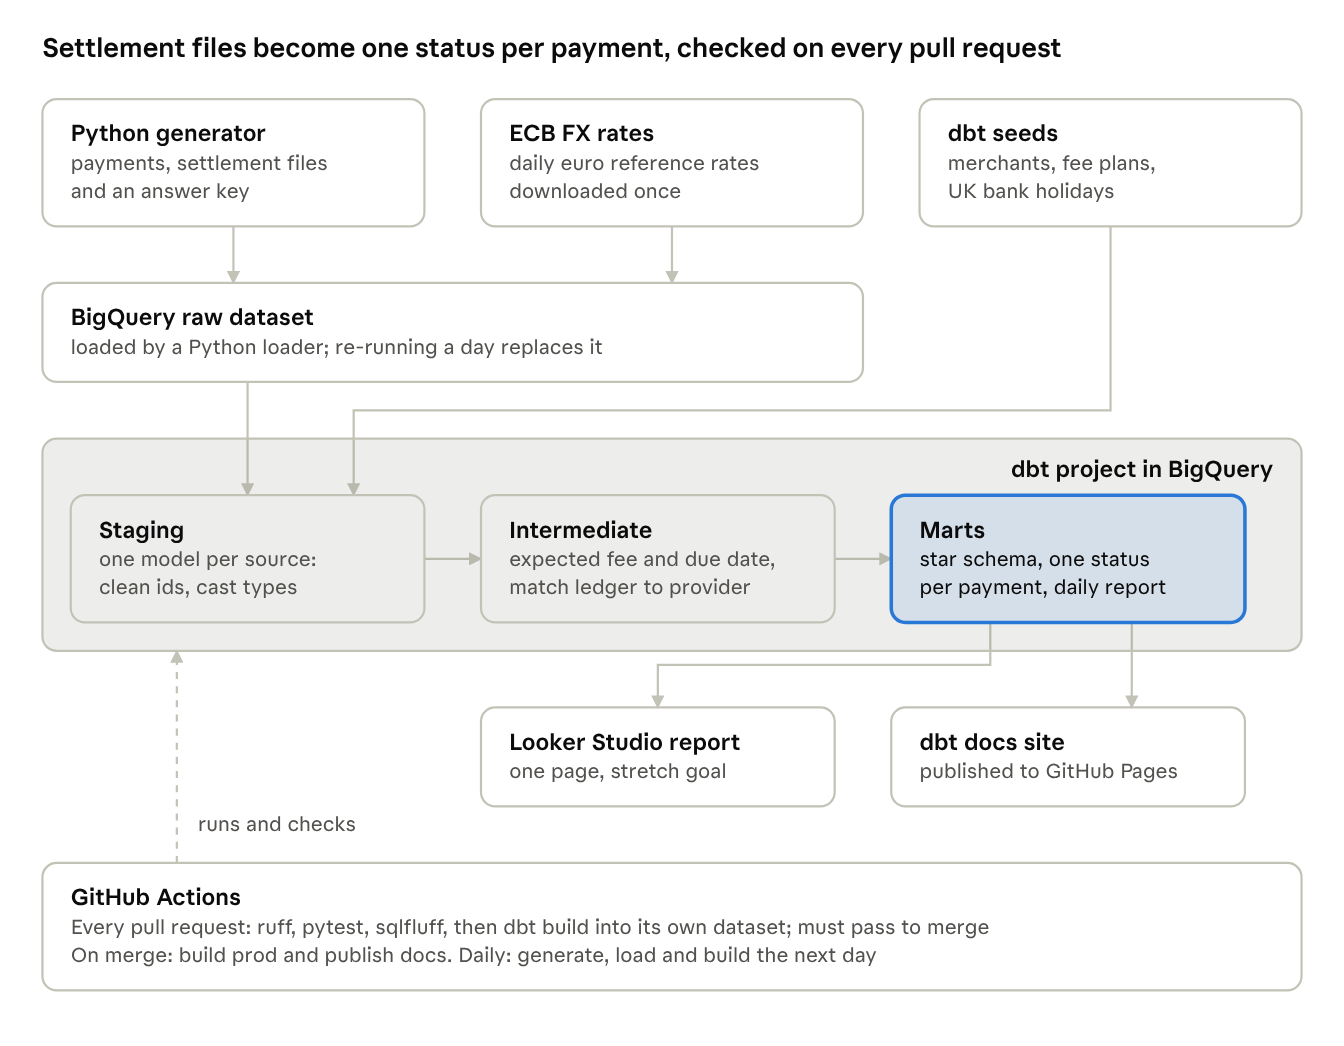 Settlement files become one status per payment, checked on every pull request
Python generator
payments, settlement files
and an answer key
ECB FX rates
daily euro reference rates
downloaded once
dbt seeds
merchants, fee plans,
UK bank holidays
BigQuery raw dataset
loaded by a Python loader; re-running a day replaces it
dbt project in BigQuery
Staging
one model per source:
clean ids, cast types
Intermediate
expected fee and due date,
match ledger to provider
Marts
star schema, one status
per payment, daily report
Looker Studio report
one page, stretch goal
dbt docs site
published to GitHub Pages
runs and checks
GitHub Actions
Every pull request: ruff, pytest, sqlfluff, then dbt build into its own dataset; must pass to merge
On merge: build prod and publish docs. Daily: generate, load and build the next day